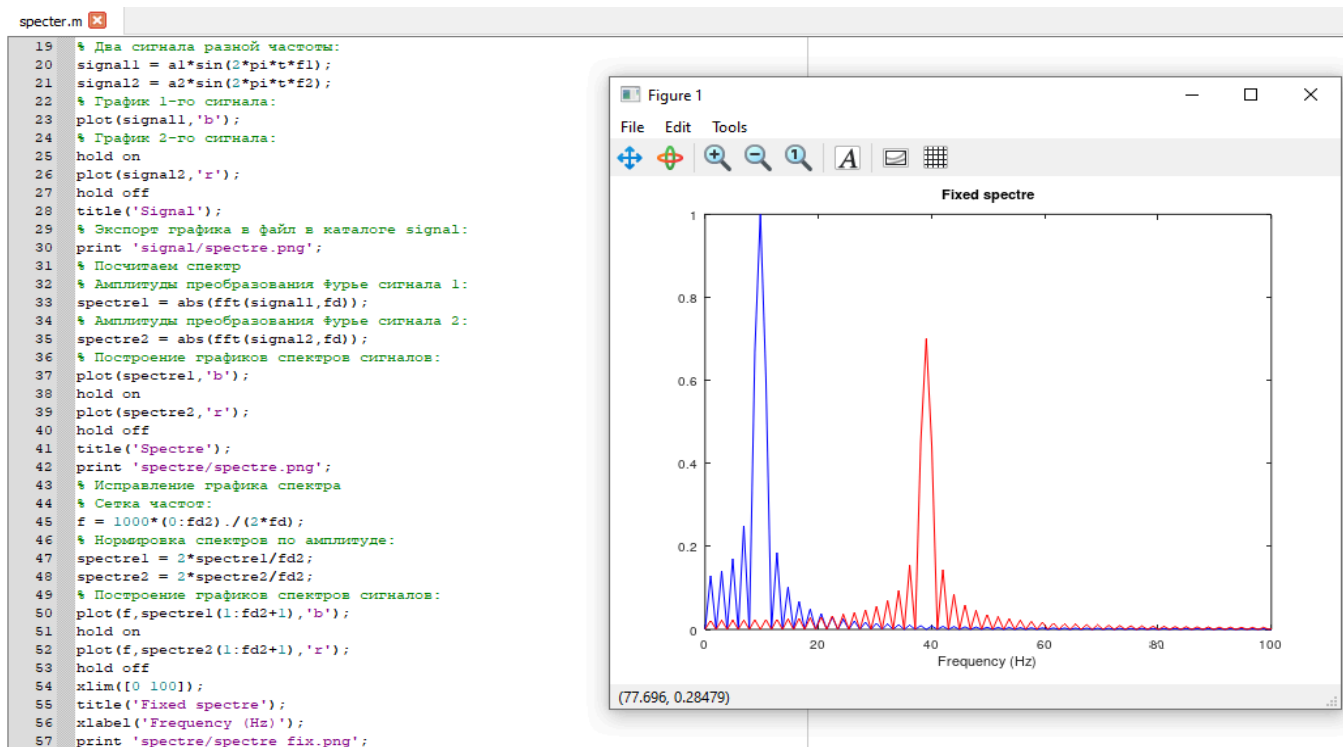 specter.m
19 % Два сигнала разной частоты:
20 signal1 = a1*sin(2*pi*t*f1);
21 signal2 = a2*sin(2*pi*t*f2);
22 % График 1-го сигнала:
23 plot(signal1,'b');
24 % График 2-го сигнала:
25 hold on
26 plot(signal2,'r');
27 hold off
28 title('Signal');
29 % Экспорт графика в файл в каталоге signal:
30 print 'signal/spectre.png';
31 % Посчитаем спектр
32 % Амплитуды преобразования Фурье сигнала 1:
33 spectre1 = abs(fft(signal1,fd));
34 % Амплитуды преобразования Фурье сигнала 2:
35 spectre2 = abs(fft(signal2,fd));
36 % Построение графиков спектров сигналов:
37 plot(spectre1,'b');
38 hold on
39 plot(spectre2,'r');
40 hold off
41 title('Spectre');
42 print 'spectre/spectre.png';
43 % Исправление графика спектра
44 % Сетка частот:
45 f = 1000*(0:fd2)./(2*fd);
46 % Нормировка спектров по амплитуде:
47 spectre1 = 2*spectre1/fd2;
48 spectre2 = 2*spectre2/fd2;
49 % Построение графиков спектров сигналов:
50 plot(f,spectre1(1:fd2+1),'b');
51 hold on
52 plot(f,spectre2(1:fd2+1),'r');
53 hold off
54 xlim([0 100]);
55 title('Fixed spectre');
56 xlabel('Frequency (Hz)');
57 print 'spectre/spectre_fix.png';
Figure 1
File Edit Tools
1 A
Fixed spectre
1
0.8
0.6
0.4
0.2
0
0 20 40 60 80 100
Frequency (Hz)
(77.696, 0.28479)